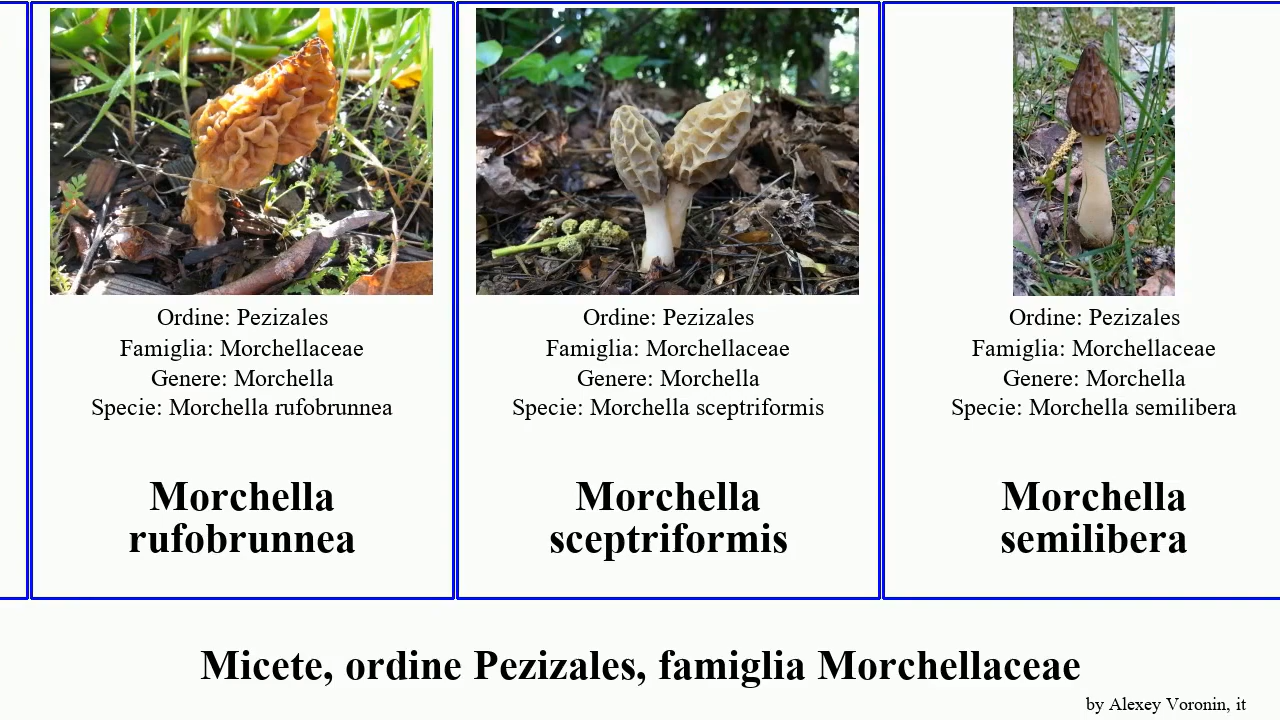 Ordine: Pezizales
Famiglia: Morchellaceae
Genere: Morchella
Specie: Morchella rufobrunnea
Morchella
rufobrunnea
Ordine: Pezizales
Famiglia: Morchellaceae
Genere: Morchella
Specie: Morchella sceptriformis
Morchella
sceptriformis
Ordine: Pezizales
Famiglia: Morchellaceae
Genere: Morchella
Specie: Morchella semilibera
Morchella
semilibera
Micete, ordine Pezizales, famiglia Morchellaceae
by Alexey Voronin, it